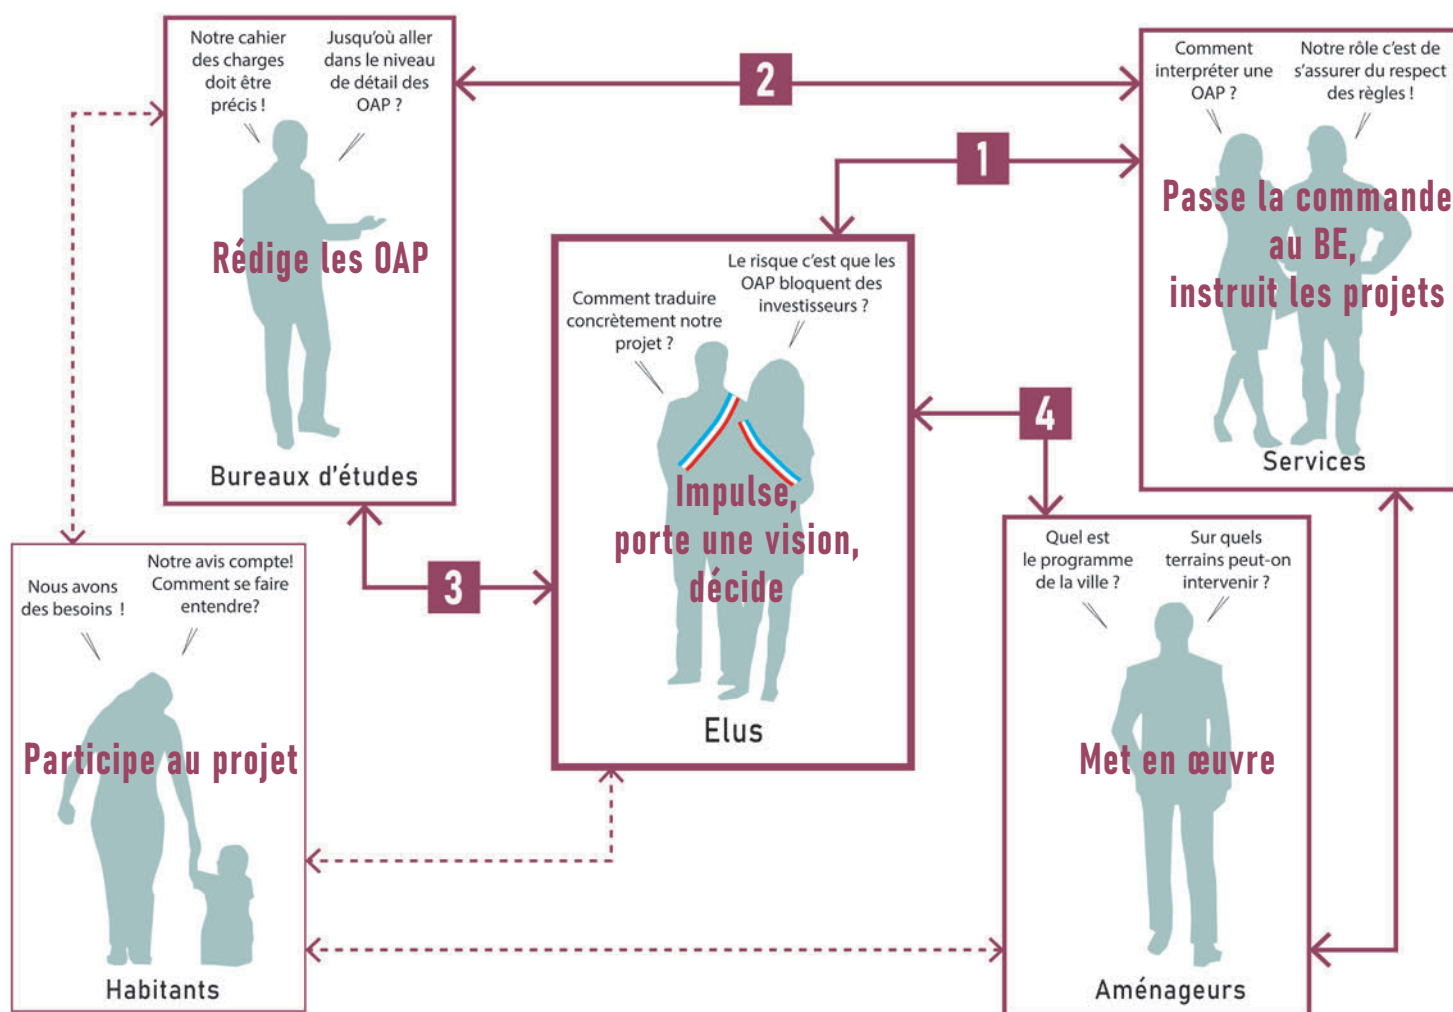 Notre cahier
des charges
doit être
précis !
Jusqu’où aller
dans le niveau
de détail des
OAP ?
Rédige les OAP
Bureaux d’études
2
1
Comment
interpréter une
OAP ?
Notre rôle c’est de
s’assurer du respect
des règles !
Passe la commande
au BE,
instruit les projets
Services
Comment traduire
concrètement notre
projet ?
Le risque c’est que les
OAP bloquent des
investisseurs ?
Impulse,
porte une vision,
décide
Elus
4
3
Nous avons
des besoins !
Notre avis compte!
Comment se faire
entendre?
Participe au projet
Habitants
Quel est
le programme
de la ville ?
Sur quels
terrains peut-on
intervenir ?
Met en œuvre
Aménageurs